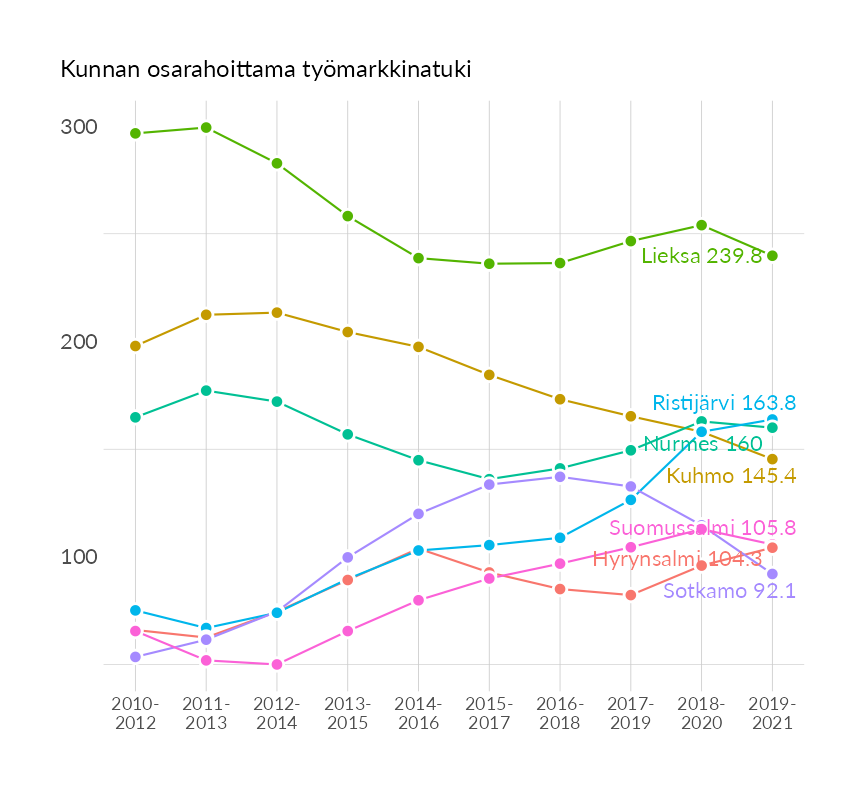 Kunnan osarahoittama työmarkkinatuki
300
200
100
Lieksa 239.8
Ristijärvi 163.8
Nurmes 160
Kuhmo 145.4
Suomussalmi 105.8
Hyrynsalmi 104.3
Sotkamo 92.1
2010- 2011- 2012- 2013- 2014- 2015- 2016- 2017- 2018- 2019-
2012 2013 2014 2015 2016 2017 2018 2019 2020 2021